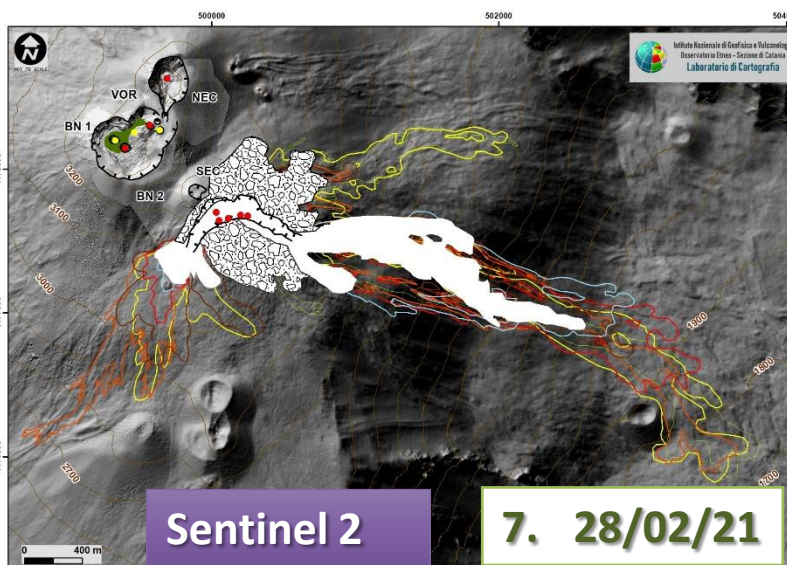 500000
502000
N
NOT TO SCALE
Istituto Nazionale di Geofisica e Vulcanolog
Osservatorio Etneo - Sezione di Catania
Laboratorio di Cartografia
VOR
NEC
BN 1
SEC
BN 2
3200
3100
3000
2700
1900
1800
1700
0
400 m
Sentinel 2
7. 28/02/21